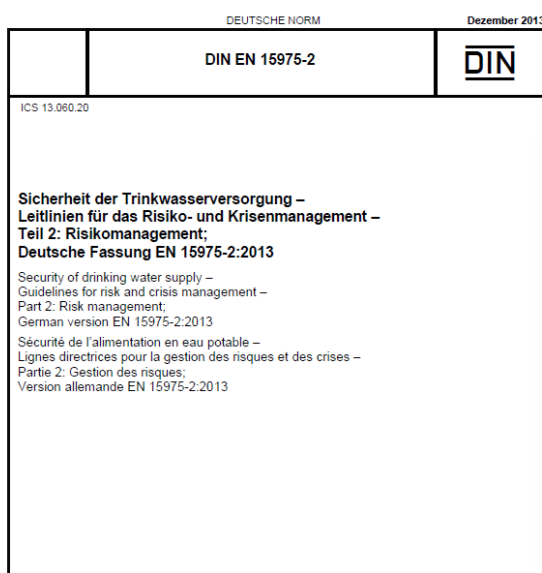 DEUTSCHE NORM
Dezember 2013
DIN EN 15975-2
DIN
ICS 13.060.20
Sicherheit der Trinkwasserversorgung –
Leitlinien für das Risiko- und Krisenmanagement –
Teil 2: Risikomanagement;
Deutsche Fassung EN 15975-2:2013
Security of drinking water supply –
Guidelines for risk and crisis management –
Part 2: Risk management;
German version EN 15975-2:2013
Sécurité de l'alimentation en eau potable –
Lignes directrices pour la gestion des risques et des crises –
Partie 2: Gestion des risques;
Version allemande EN 15975-2:2013